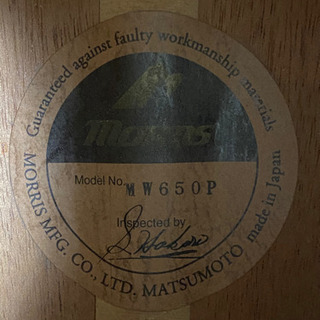 Guaranteed against faulty workmanship materials
Morris
Model No. MW650P
Inspected by
MORRIS MFG. CO., LTD. MATSUMOTO made in Japan